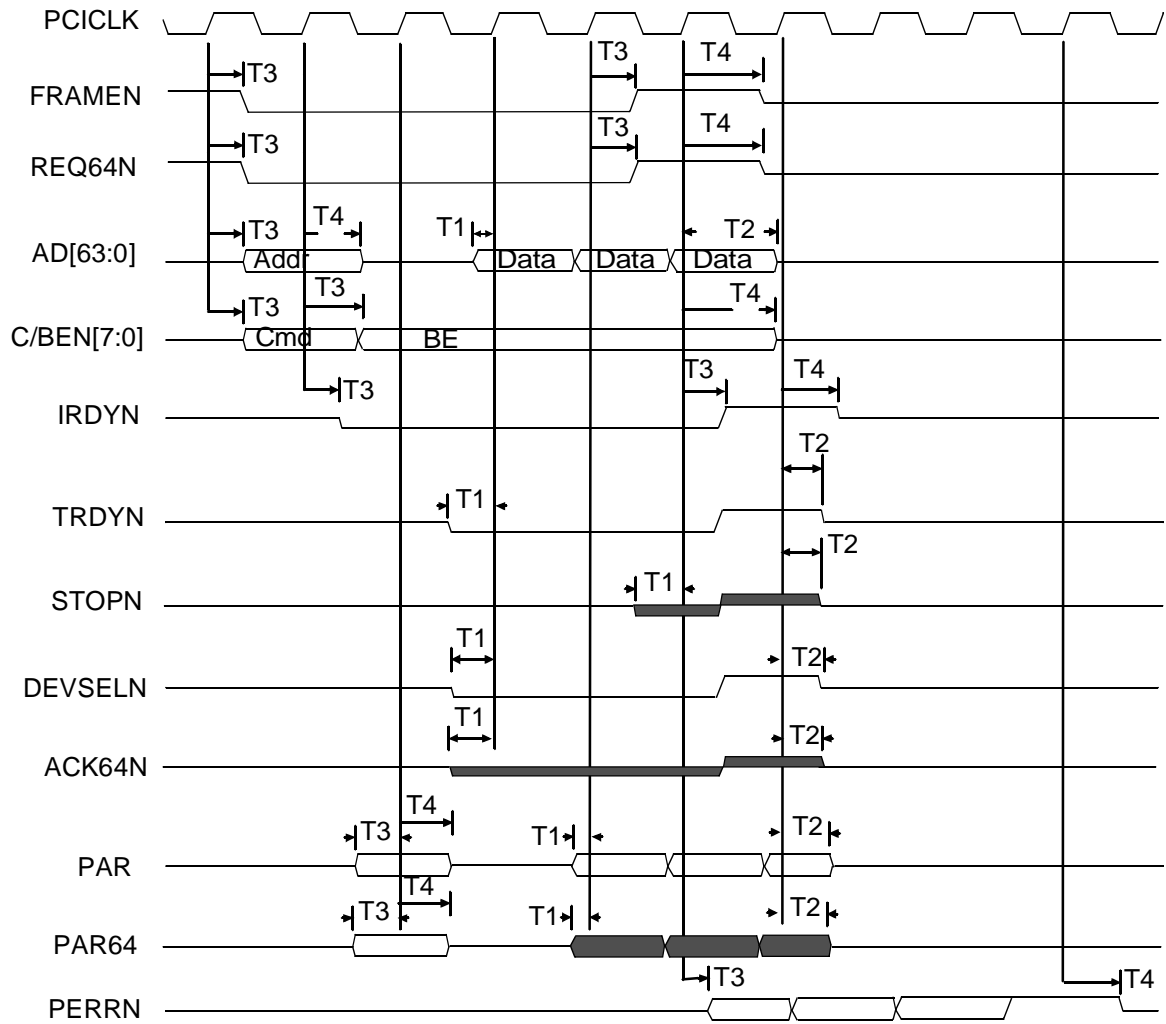 PCICLK
T3 T3 T4
FRAMEN
T3 T3 T4
REQ64N
T3 T4 T1 T2
AD[63:0] Addr Data Data Data
T3 T3 T4
C/BEN[7:0] Cmd BE
T3 T3 T4
IRDYN
T2
T1
TRDYN
T2
T1
STOPN
T1 T2
DEVSELN
T1 T2
ACK64N
T4
T3 T1 T2
PAR
T4
T3 T1 T2
PAR64
T3 T4
PERRN